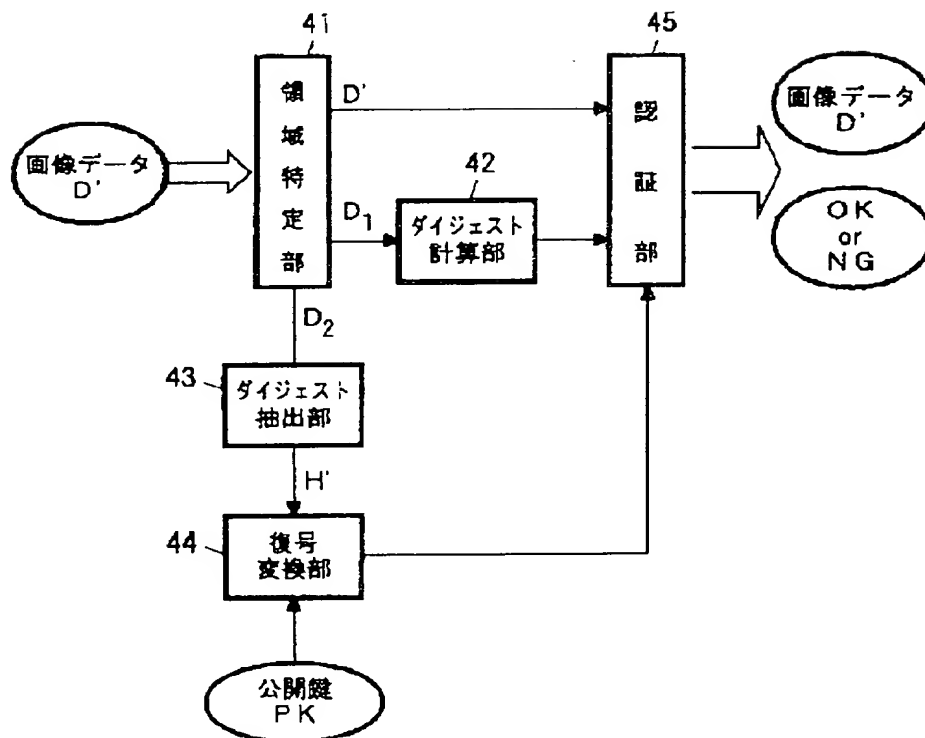 41
45
領域特定部
D'
認証部
画像データ
D'
画像データ
D'
42
D1
ダイジェスト
計算部
OK
or
NG
D2
43
ダイジェスト
抽出部
H'
44
復号
変換部
公開鍵
PK